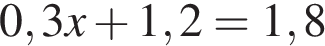 0,3x + 1,2 = 1,8